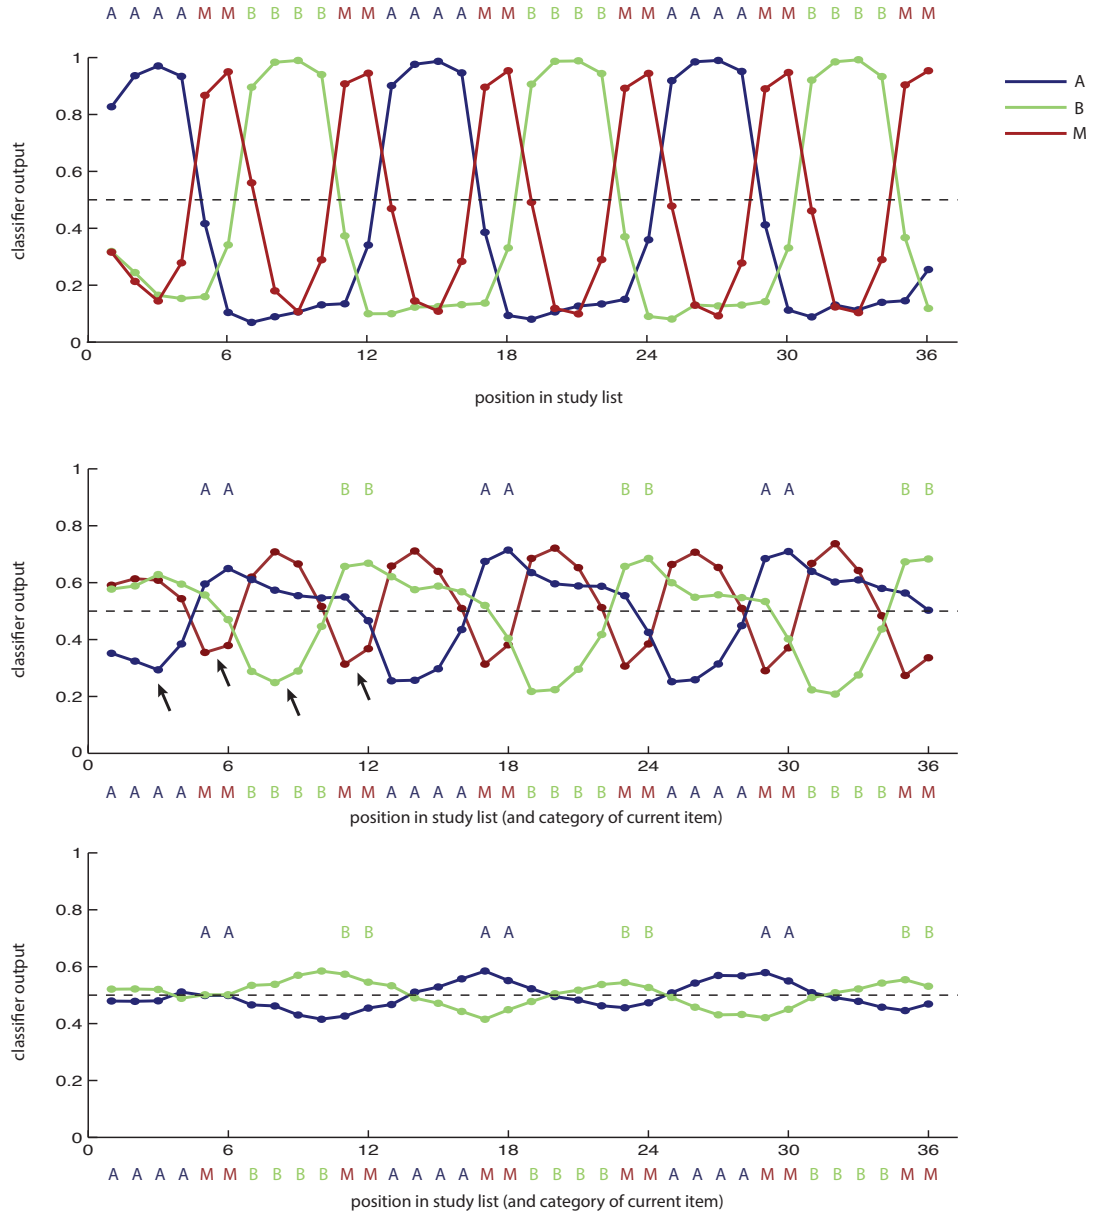 A A A A M M B B B B M M A A A A M M B B B B M M A A A A M M B B B B M M
1
0.8
0.6
0.4
0.2
0
classifier output
0 6 12 18 24 30 36
position in study list
A
B
M
1
0.8
0.6
0.4
0.2
0
classifier output
A A B B A A B B A A B B
0 6 12 18 24 30 36
A A A A M M B B B B M M A A A A M M B B B B M M A A A A M M B B B B M M
position in study list (and category of current item)
1
0.8
0.6
0.4
0.2
0
classifier output
A A B B A A B B A A B B
0 6 12 18 24 30 36
A A A A M M B B B B M M A A A A M M B B B B M M A A A A M M B B B B M M
position in study list (and category of current item)